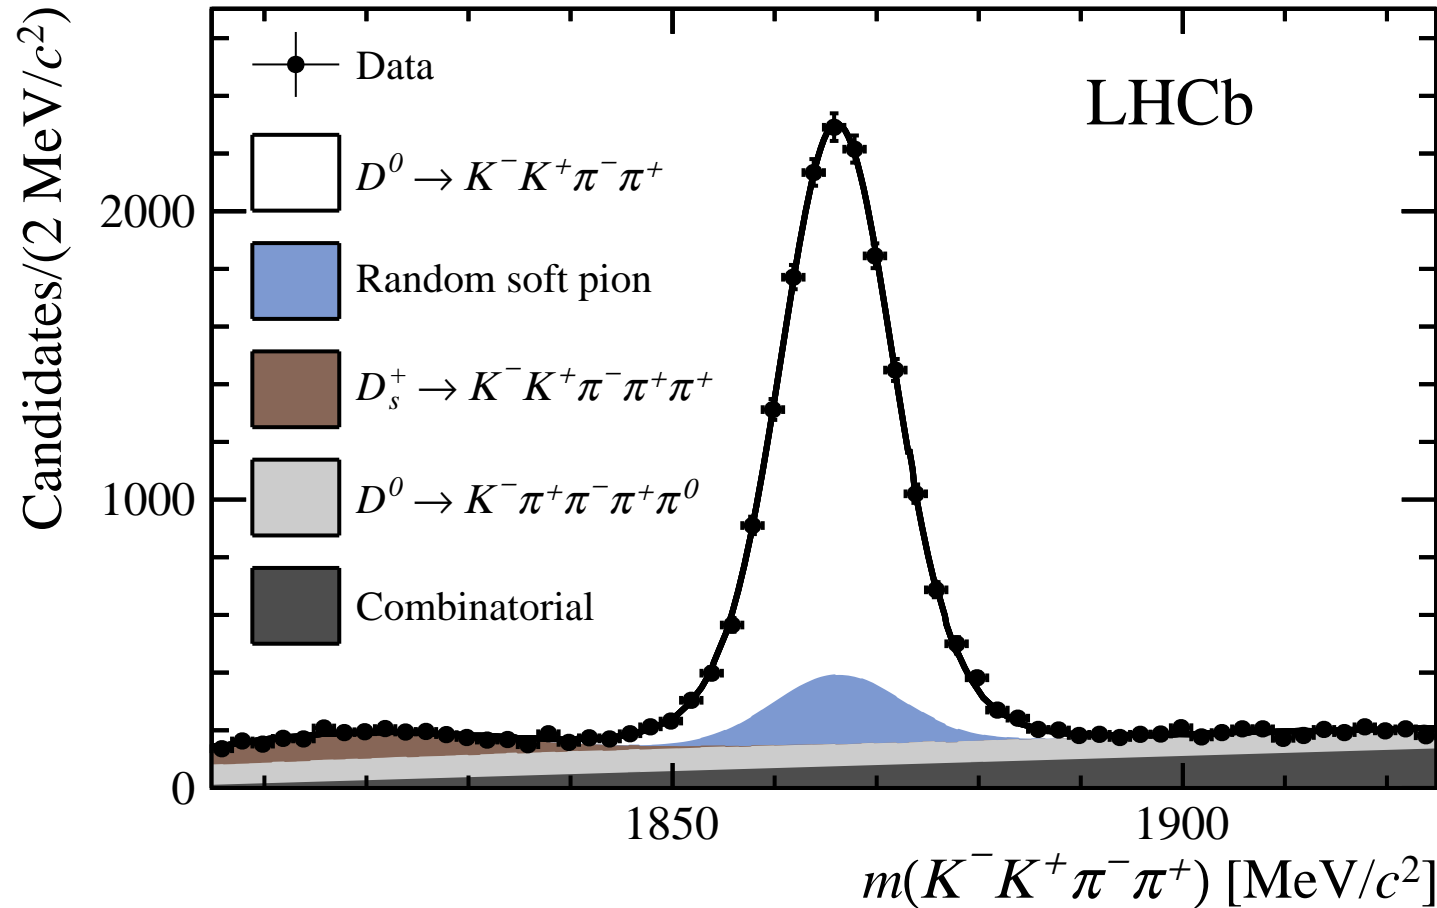 Candidates/(2 MeV/c²)
LHCb
Data
D⁰ → K⁻K⁺π⁻π⁺
Random soft pion
Dₛ⁺ → K⁻K⁺π⁻π⁺π⁺
D⁰ → K⁻π⁺π⁻π⁺π⁰
Combinatorial
2000
1000
0
1850
1900
m(K⁻K⁺π⁻π⁺) [MeV/c²]